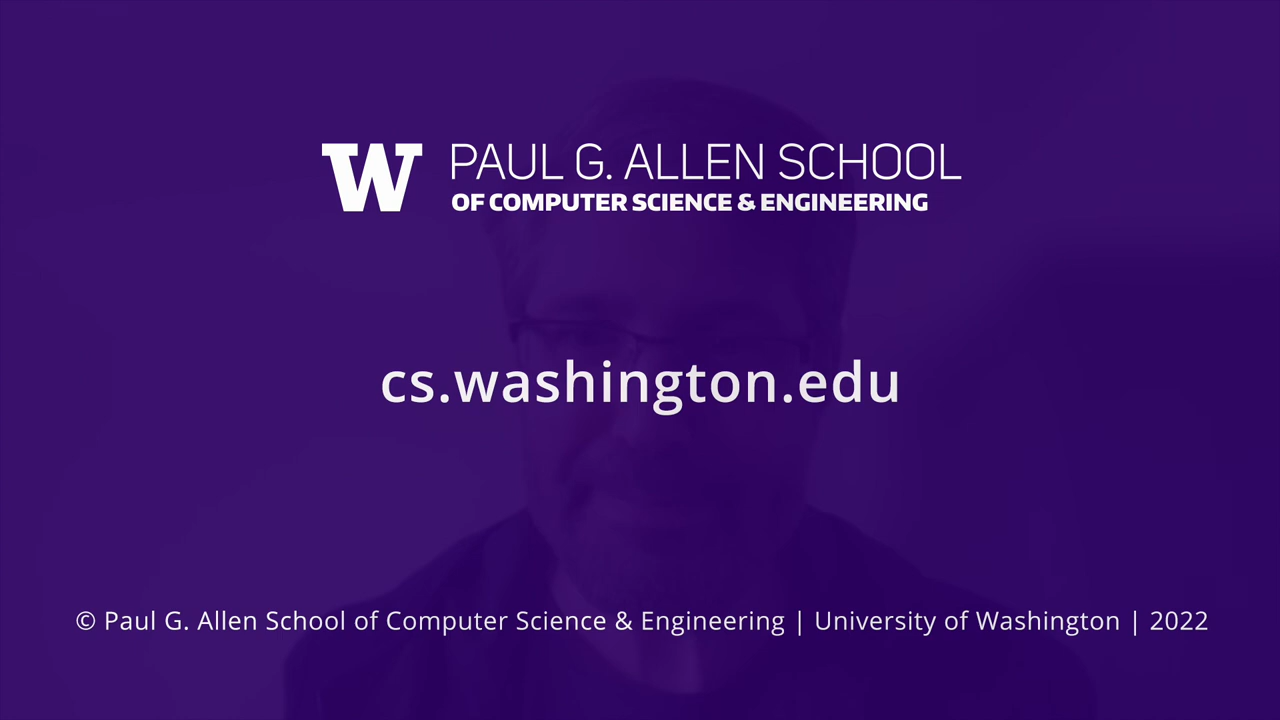 W PAUL G. ALLEN SCHOOL
OF COMPUTER SCIENCE & ENGINEERING
cs.washington.edu
© Paul G. Allen School of Computer Science & Engineering | University of Washington | 2022